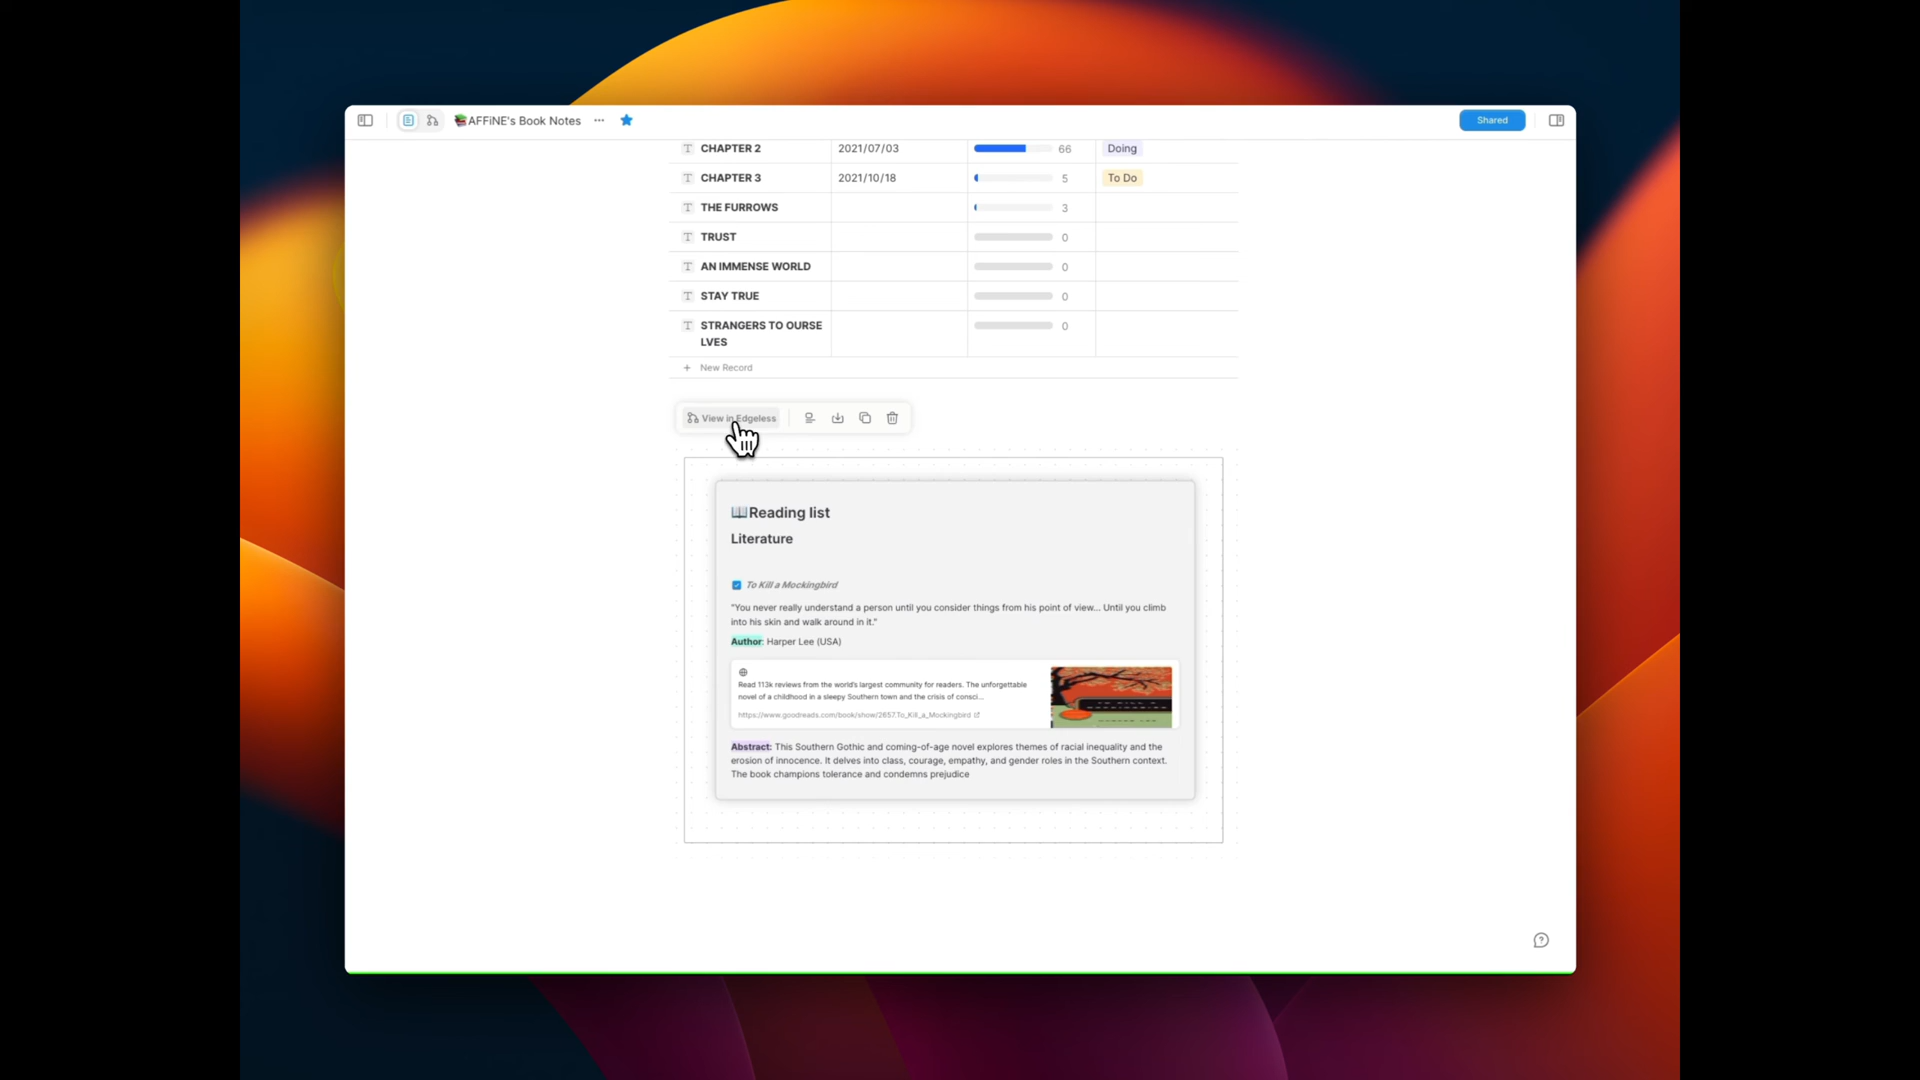 📚AFFiNE's Book Notes
Shared
CHAPTER 2 2021/07/03 66 Doing
CHAPTER 3 2021/10/18 5 To Do
THE FURROWS 3
TRUST 0
AN IMMENSE WORLD 0
STAY TRUE 0
STRANGERS TO OURSE 0
LVES
+ New Record
View in Edgeless
📖Reading list
Literature
To Kill a Mockingbird
"You never really understand a person until you consider things from his point of view... Until you climb
into his skin and walk around in it."
Author: Harper Lee (USA)
Read 113k reviews from the world's largest community for readers. The unforgettable
novel of a childhood in a sleepy Southern town and the crisis of consci...
https://www.goodreads.com/book/show/2657.To_Kill_a_Mockingbird
Abstract: This Southern Gothic and coming-of-age novel explores themes of racial inequality and the
erosion of innocence. It delves into class, courage, empathy, and gender roles in the Southern context.
The book champions tolerance and condemns prejudice